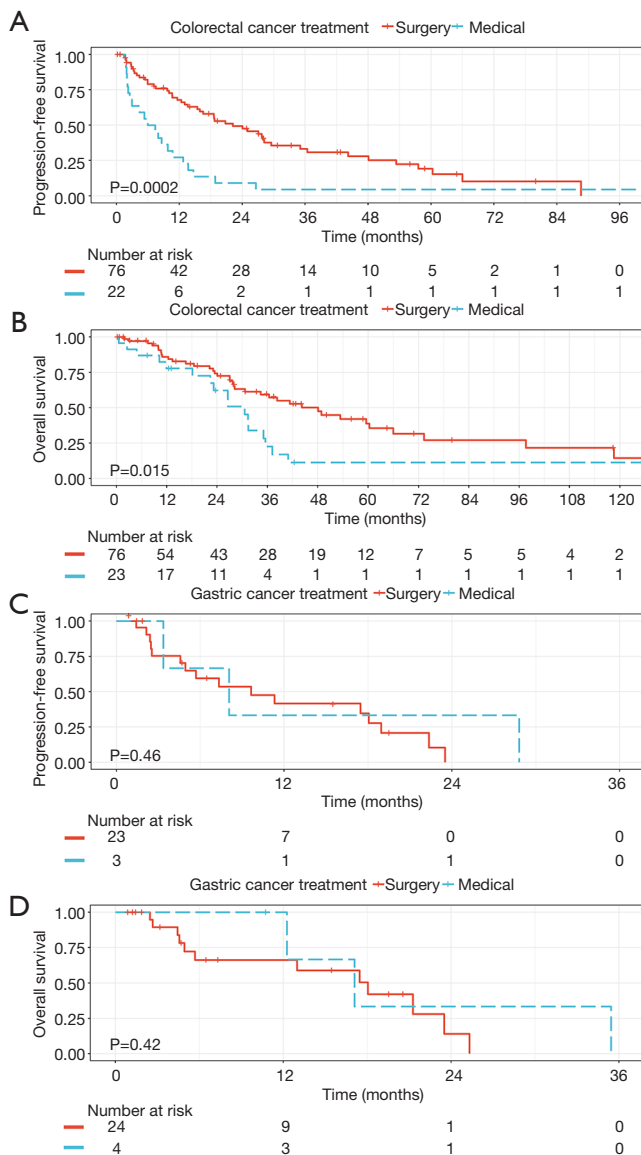 A
Colorectal cancer treatment Surgery Medical
Progression-free survival
1.00
0.75
0.50
0.25
0.00
P=0.0002
0 12 24 36 48 60 72 84 96
Time (months)
Number at risk
76 42 28 14 10 5 2 1 0
22 6 2 1 1 1 1 1 1
B
Colorectal cancer treatment Surgery Medical
Overall survival
1.00
0.75
0.50
0.25
0.00
P=0.015
0 12 24 36 48 60 72 84 96 108 120
Time (months)
Number at risk
76 54 43 28 19 12 7 5 5 4 2
23 17 11 4 1 1 1 1 1 1 1
C
Gastric cancer treatment Surgery Medical
Progression-free survival
1.00
0.75
0.50
0.25
0.00
P=0.46
0 12 24 36
Time (months)
Number at risk
23 7 0 0
3 1 1 0
D
Gastric cancer treatment Surgery Medical
Overall survival
1.00
0.75
0.50
0.25
0.00
P=0.42
0 12 24 36
Time (months)
Number at risk
24 9 1 0
4 3 1 0